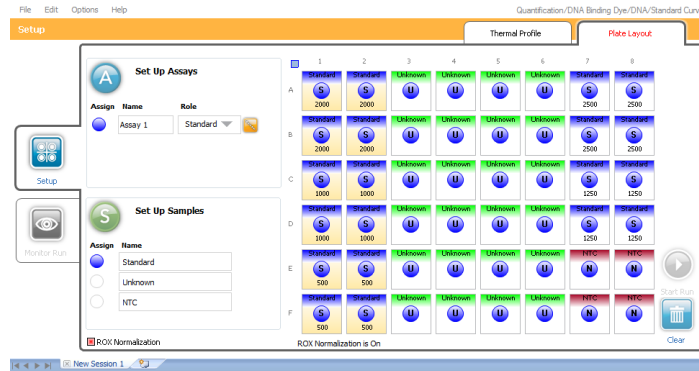 File Edit Options Help Quantification/DNA Binding Dye/DNA/Standard Curv
Setup Thermal Profile Plate Layout
A Set Up Assays
Assign Name Role
Assay 1 Standard
Setup
Monitor Run
S Set Up Samples
Assign Name
Standard
Unknown
NTC
ROX Normalization
1 2 3 4 5 6 7 8
Standard Standard Unknown Unknown Unknown Unknown Standard Standard
A S S U U U U S S
2000 2000 2500 2500
Standard Standard Unknown Unknown Unknown Unknown Standard Standard
B S S U U U U S S
2000 2000 2500 2500
Standard Standard Unknown Unknown Unknown Unknown Standard Standard
C S S U U U U S S
1000 1000 1250 1250
Standard Standard Unknown Unknown Unknown Unknown Standard Standard
D S S U U U U S S
1000 1000 1250 1250
Standard Standard Unknown Unknown Unknown Unknown NTC NTC
E S S U U U U N N
500 500
Standard Standard Unknown Unknown Unknown Unknown NTC NTC
F S S U U U U N N
500 500
ROX Normalization is On
Start Run
Clear
New Session 1